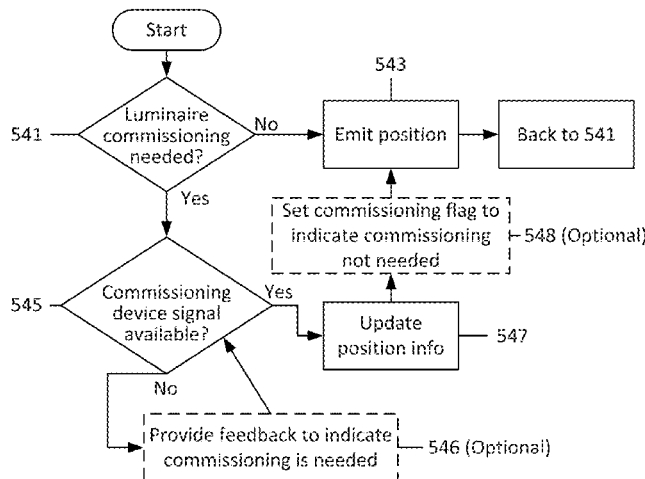 Start
543
541
Luminaire
commissioning
needed?
No
Emit position
Back to 541
Yes
Set commissioning flag to
indicate commissioning
not needed
548 (Optional)
545
Commissioning
device signal
available?
Yes
Update
position info
547
No
Provide feedback to indicate
commissioning is needed
546 (Optional)